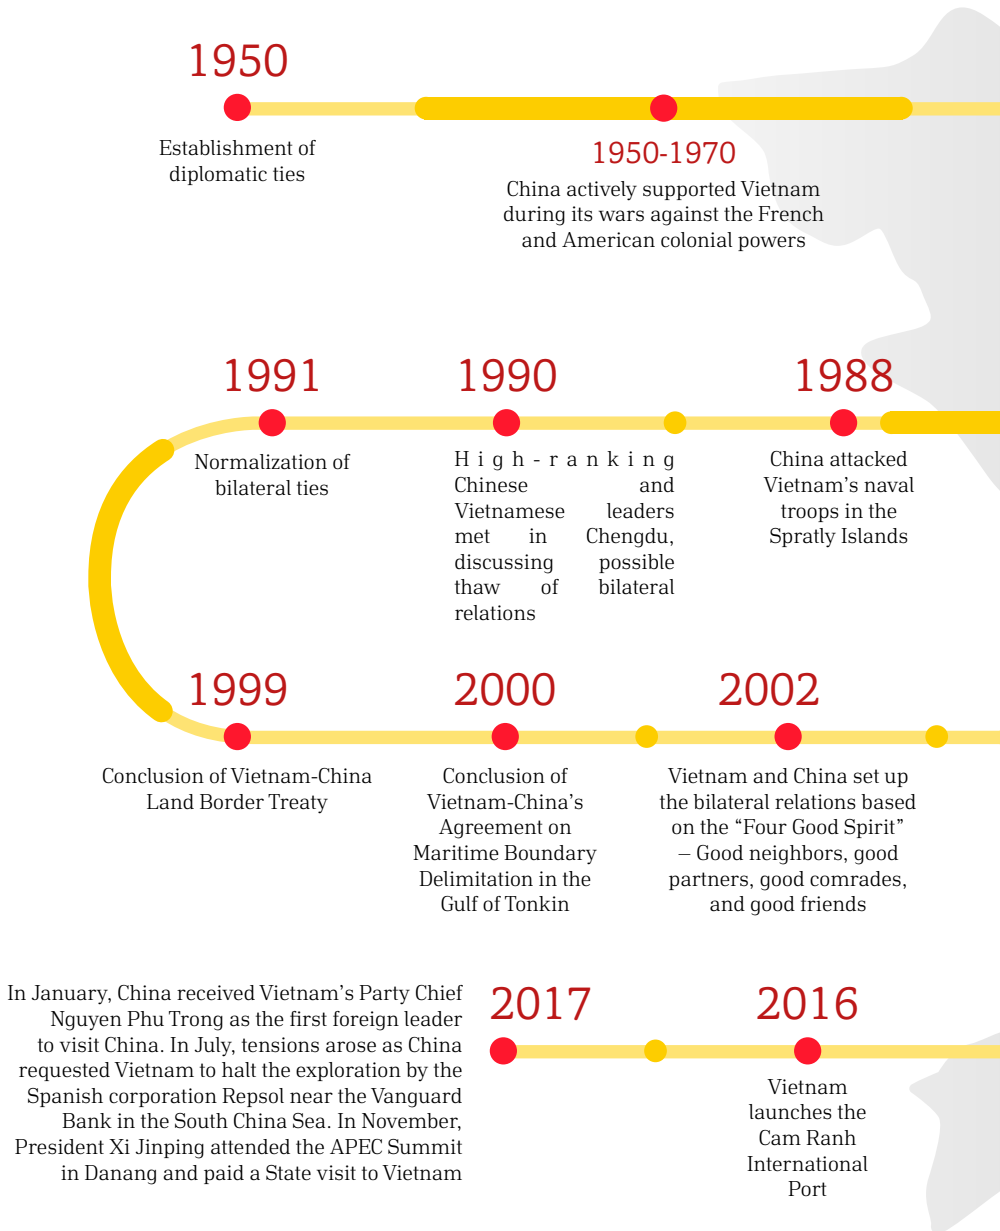 1950
Establishment of
diplomatic ties
1950-1970
China actively supported Vietnam
during its wars against the French
and American colonial powers
1991
Normalization of
bilateral ties
1990
High-ranking
Chinese and
Vietnamese leaders
met in Chengdu,
discussing possible
thaw of bilateral
relations
1988
China attacked
Vietnam’s naval
troops in the
Spratly Islands
1999
Conclusion of Vietnam-China
Land Border Treaty
2000
Conclusion of
Vietnam-China’s
Agreement on
Maritime Boundary
Delimitation in the
Gulf of Tonkin
2002
Vietnam and China set up
the bilateral relations based
on the “Four Good Spirit”
– Good neighbors, good
partners, good comrades,
and good friends
In January, China received Vietnam’s Party Chief
Nguyen Phu Trong as the first foreign leader
to visit China. In July, tensions arose as China
requested Vietnam to halt the exploration by the
Spanish corporation Repsol near the Vanguard
Bank in the South China Sea. In November,
President Xi Jinping attended the APEC Summit
in Danang and paid a State visit to Vietnam
2017
2016
Vietnam
launches the
Cam Ranh
International
Port